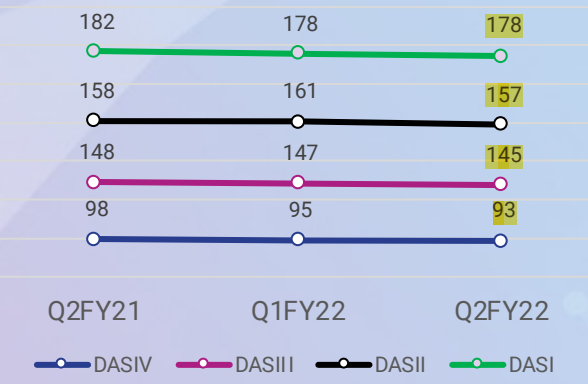 182 178 178
158 161 157
148 147 145
98 95 93
Q2FY21 Q1FY22 Q2FY22
DASIV DASIII DASII DASI